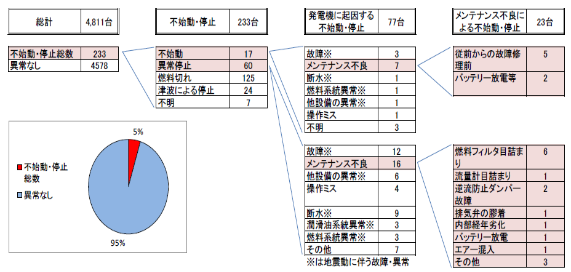 総計 4,811台
不始動・停止 233台
発電機に起因する不始動・停止 77台
メンテナンス不良による不始動・停止 23台
不始動・停止総数 233
異常なし 4578
不始動 17
異常停止 60
燃料切れ 125
津波による停止 24
不明 7
故障※ 3
メンテナンス不良 7
断水※ 1
燃料系統異常※ 1
他設備の異常※ 1
操作ミス 1
不明 3
従前からの故障修理前 5
バッテリー放電等 2
故障※ 12
メンテナンス不良 16
他設備の異常※ 6
操作ミス 4
断水※ 9
潤滑油系統異常※ 3
燃料系統異常※ 3
その他 7
※は地震動に伴う故障・異常
燃料フィルタ目詰まり 6
流量計目詰まり 1
逆流防止ダンパー故障 2
排気弁の膠着 1
内部経年劣化 1
バッテリー放電 1
エアー混入 1
その他 3
5%
不始動・停止総数
異常なし
95%